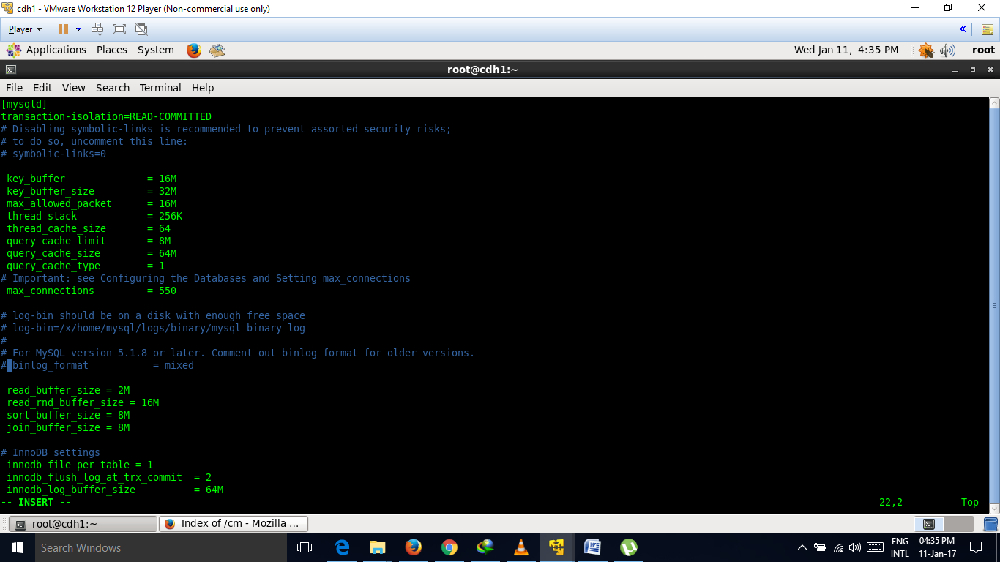 cdh1 - VMware Workstation 12 Player (Non-commercial use only)
Player
Applications Places System Wed Jan 11, 4:35 PM root
root@cdh1:~
File Edit View Search Terminal Help
[mysqld]
transaction-isolation=READ-COMMITTED
# Disabling symbolic-links is recommended to prevent assorted security risks;
# to do so, uncomment this line:
# symbolic-links=0
key_buffer = 16M
key_buffer_size = 32M
max_allowed_packet = 16M
thread_stack = 256K
thread_cache_size = 64
query_cache_limit = 8M
query_cache_size = 64M
query_cache_type = 1
# Important: see Configuring the Databases and Setting max_connections
max_connections = 550
# log-bin should be on a disk with enough free space
# log-bin=/x/home/mysql/logs/binary/mysql_binary_log
#
# For MySQL version 5.1.8 or later. Comment out binlog_format for older versions.
# binlog_format = mixed
read_buffer_size = 2M
read_rnd_buffer_size = 16M
sort_buffer_size = 8M
join_buffer_size = 8M
# InnoDB settings
innodb_file_per_table = 1
innodb_flush_log_at_trx_commit = 2
innodb_log_buffer_size = 64M
-- INSERT -- 22,2 Top
root@cdh1:~ Index of /cm - Mozilla ...
Search Windows ENG 04:35 PM
INTL 11-Jan-17